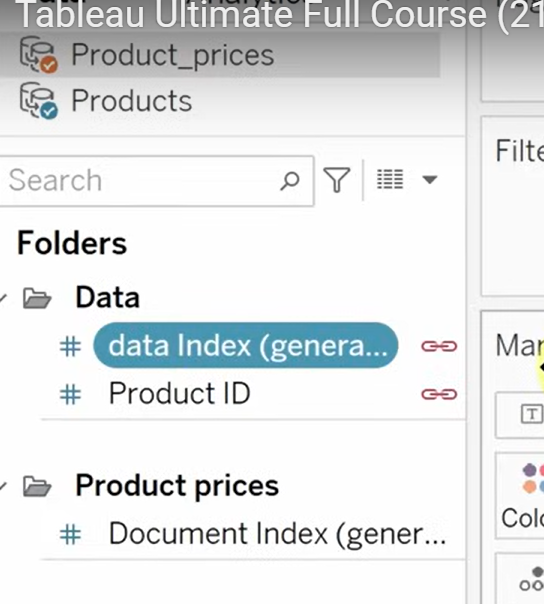 Tableau Ultimate Full Course (21
Product_prices
Products
Search
Filte
Folders
Data
data Index (genera...
Mar
Product ID
T
Product prices
Colo
Document Index (gener...